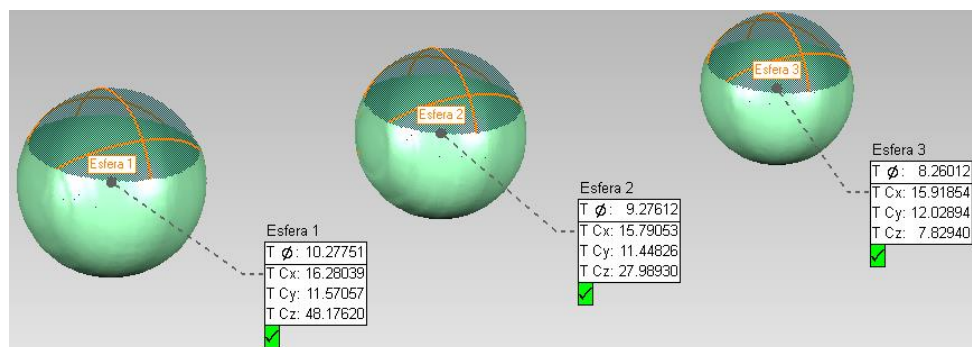 Esfera 1
Esfera 2
Esfera 3
Esfera 1
T Ø: 10.27751
T Cx: 16.28039
T Cy: 11.57057
T Cz: 48.17620
Esfera 2
T Ø: 9.27612
T Cx: 15.79053
T Cy: 11.44826
T Cz: 27.98930
Esfera 3
T Ø: 8.26012
T Cx: 15.91854
T Cy: 12.02894
T Cz: 7.82940